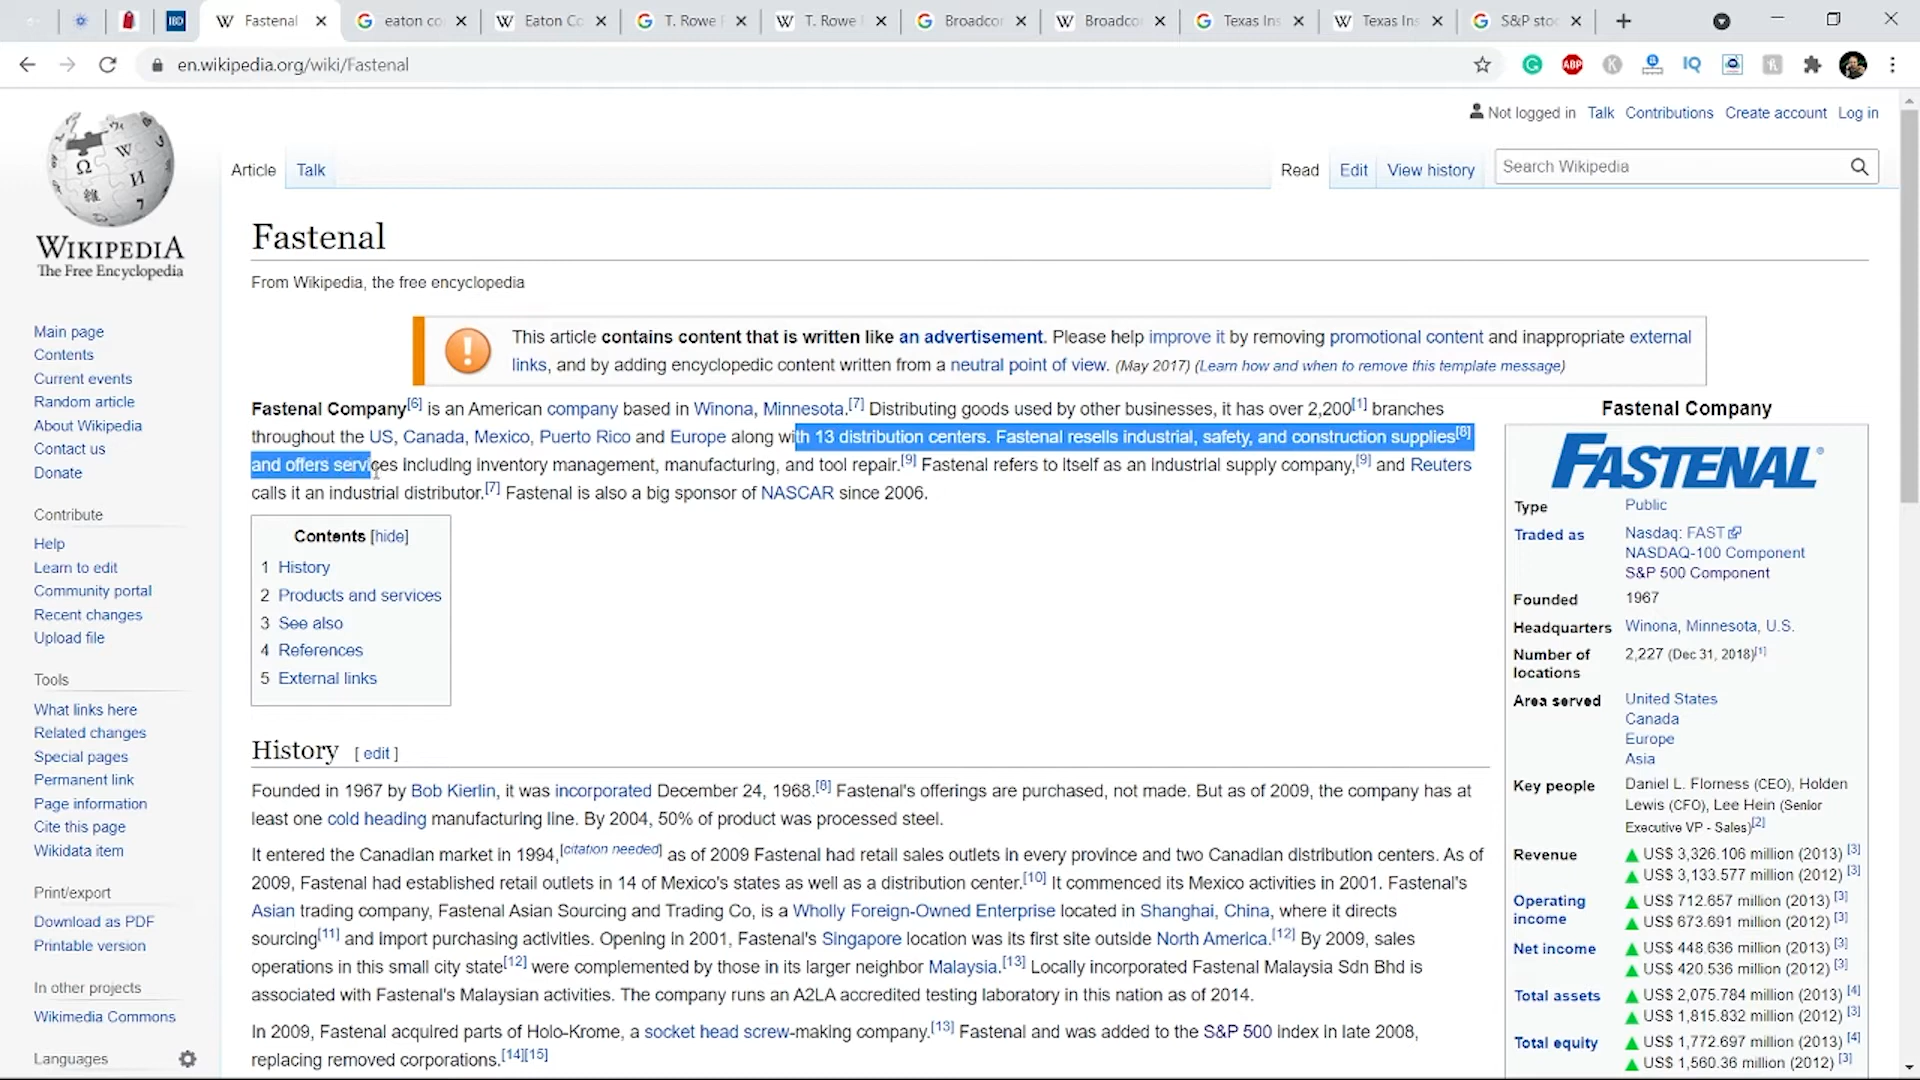 Fastenal
eaton co
Eaton Co
T. Rowe P
T. Rowe
Broadcor
Broadco
Texas Ins
Texas Ins
S&P sto
IBD
en.wikipedia.org/wiki/Fastenal
ABP
IQ
Not logged in Talk Contributions Create account Log in
Article Talk Read Edit View history Search Wikipedia
WIKIPEDIA
The Free Encyclopedia
Main page
Contents
Current events
Random article
About Wikipedia
Contact us
Donate
Contribute
Help
Learn to edit
Community portal
Recent changes
Upload file
Tools
What links here
Related changes
Special pages
Permanent link
Page information
Cite this page
Wikidata item
Print/export
Download as PDF
Printable version
In other projects
Wikimedia Commons
Languages
Fastenal
From Wikipedia, the free encyclopedia
This article contains content that is written like an advertisement. Please help improve it by removing promotional content and inappropriate external
links, and by adding encyclopedic content written from a neutral point of view. (May 2017) (Learn how and when to remove this template message)
Fastenal Company[6] is an American company based in Winona, Minnesota.[7] Distributing goods used by other businesses, it has over 2,200[1] branches
throughout the US, Canada, Mexico, Puerto Rico and Europe along with 13 distribution centers. Fastenal resells industrial, safety, and construction supplies[8]
and offers services including inventory management, manufacturing, and tool repair.[9] Fastenal refers to itself as an industrial supply company,[9] and Reuters
calls it an industrial distributor.[7] Fastenal is also a big sponsor of NASCAR since 2006.
Contents [hide]
1 History
2 Products and services
3 See also
4 References
5 External links
History [ edit ]
Founded in 1967 by Bob Kierlin, it was incorporated December 24, 1968.[8] Fastenal's offerings are purchased, not made. But as of 2009, the company has at
least one cold heading manufacturing line. By 2004, 50% of product was processed steel.
It entered the Canadian market in 1994,[citation needed] as of 2009 Fastenal had retail sales outlets in every province and two Canadian distribution centers. As of
2009, Fastenal had established retail outlets in 14 of Mexico's states as well as a distribution center.[10] It commenced its Mexico activities in 2001. Fastenal's
Asian trading company, Fastenal Asian Sourcing and Trading Co, is a Wholly Foreign-Owned Enterprise located in Shanghai, China, where it directs
sourcing[11] and import purchasing activities. Opening in 2001, Fastenal's Singapore location was its first site outside North America.[12] By 2009, sales
operations in this small city state[12] were complemented by those in its larger neighbor Malaysia.[13] Locally incorporated Fastenal Malaysia Sdn Bhd is
associated with Fastenal's Malaysian activities. The company runs an A2LA accredited testing laboratory in this nation as of 2014.
In 2009, Fastenal acquired parts of Holo-Krome, a socket head screw-making company.[13] Fastenal and was added to the S&P 500 Index in late 2008,
replacing removed corporations.[14][15]
Fastenal Company
FASTENAL®
Type Public
Traded as Nasdaq: FAST
NASDAQ-100 Component
S&P 500 Component
Founded 1967
Headquarters Winona, Minnesota, U.S.
Number of 2,227 (Dec 31, 2018)[1]
locations
Area served United States
Canada
Europe
Asia
Key people Daniel L. Florness (CEO), Holden
Lewis (CFO), Lee Hein (Senior
Executive VP - Sales)[2]
Revenue ▲ US$ 3,326.106 million (2013) [3]
▲ US$ 3,133.577 million (2012) [3]
Operating ▲ US$ 712.657 million (2013) [3]
income ▲ US$ 673.691 million (2012) [3]
Net income ▲ US$ 448.636 million (2013) [3]
▲ US$ 420.536 million (2012) [3]
Total assets ▲ US$ 2,075.784 million (2013) [4]
▲ US$ 1,815.832 million (2012) [3]
Total equity ▲ US$ 1,772.697 million (2013) [4]
▲ US$ 1,560.36 million (2012) [3]